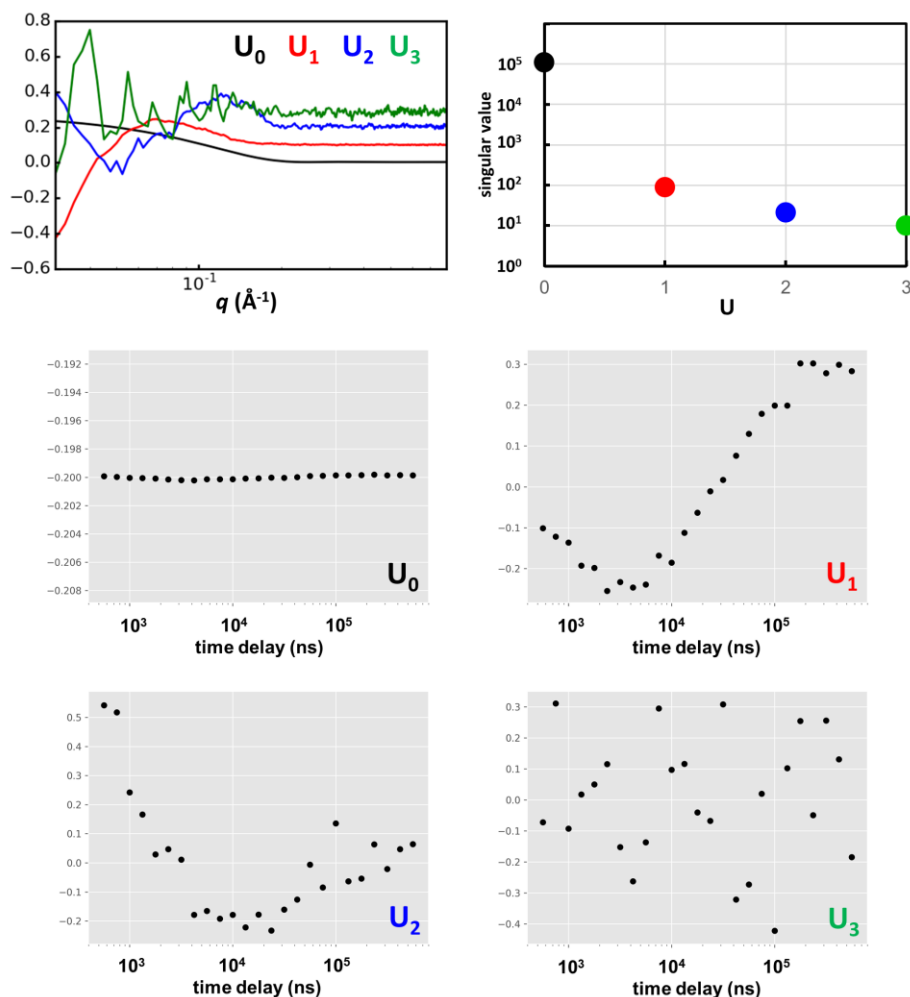 0.8
0.6
0.4
0.2
0.0
−0.2
−0.4
−0.6
U0 U1 U2 U3
10⁻¹
q (Å⁻¹)
singular value
10⁵
10⁴
10³
10²
10¹
10⁰
0 1 2 3
U
−0.192
−0.194
−0.196
−0.198
−0.200
−0.202
−0.204
−0.206
−0.208
U0
10³ 10⁴ 10⁵
time delay (ns)
0.3
0.2
0.1
0.0
−0.1
−0.2
U1
10³ 10⁴ 10⁵
time delay (ns)
0.5
0.4
0.3
0.2
0.1
0.0
−0.1
−0.2
U2
10³ 10⁴ 10⁵
time delay (ns)
0.3
0.2
0.1
0.0
−0.1
−0.2
−0.3
−0.4
U3
10³ 10⁴ 10⁵
time delay (ns)